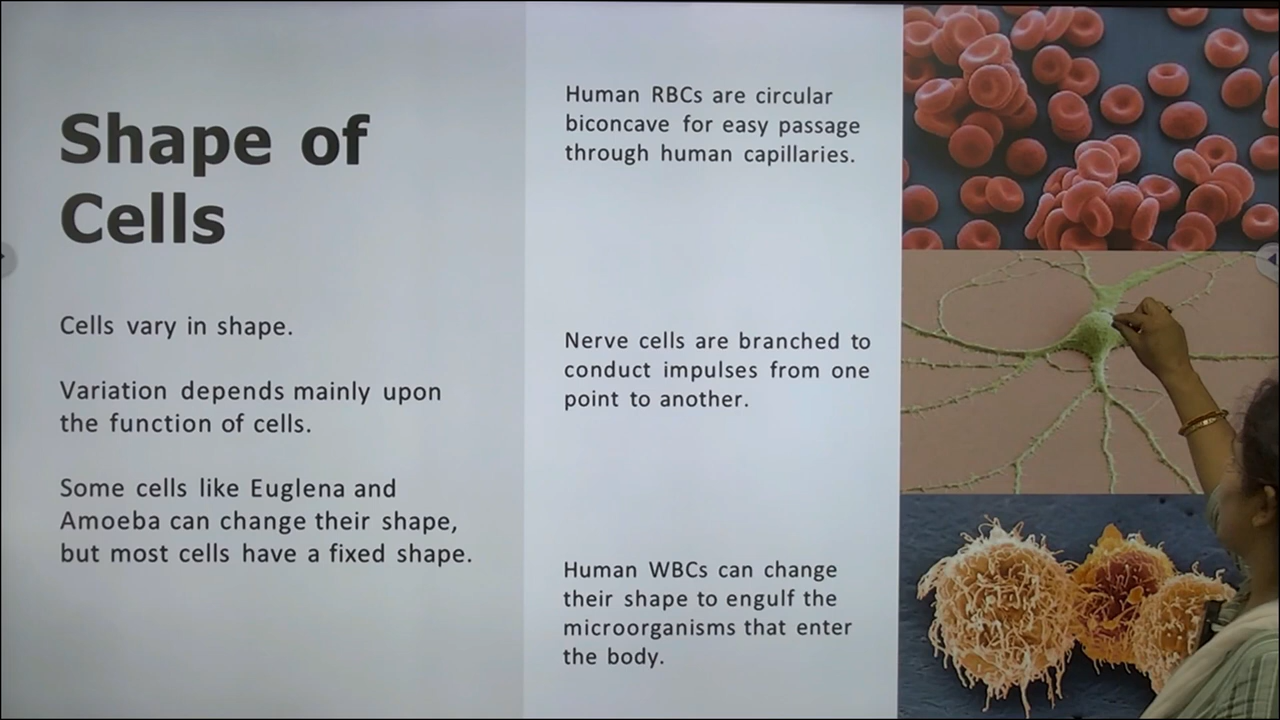 Shape of
Cells
Cells vary in shape.
Variation depends mainly upon
the function of cells.
Some cells like Euglena and
Amoeba can change their shape,
but most cells have a fixed shape.
Human RBCs are circular
biconcave for easy passage
through human capillaries.
Nerve cells are branched to
conduct impulses from one
point to another.
Human WBCs can change
their shape to engulf the
microorganisms that enter
the body.